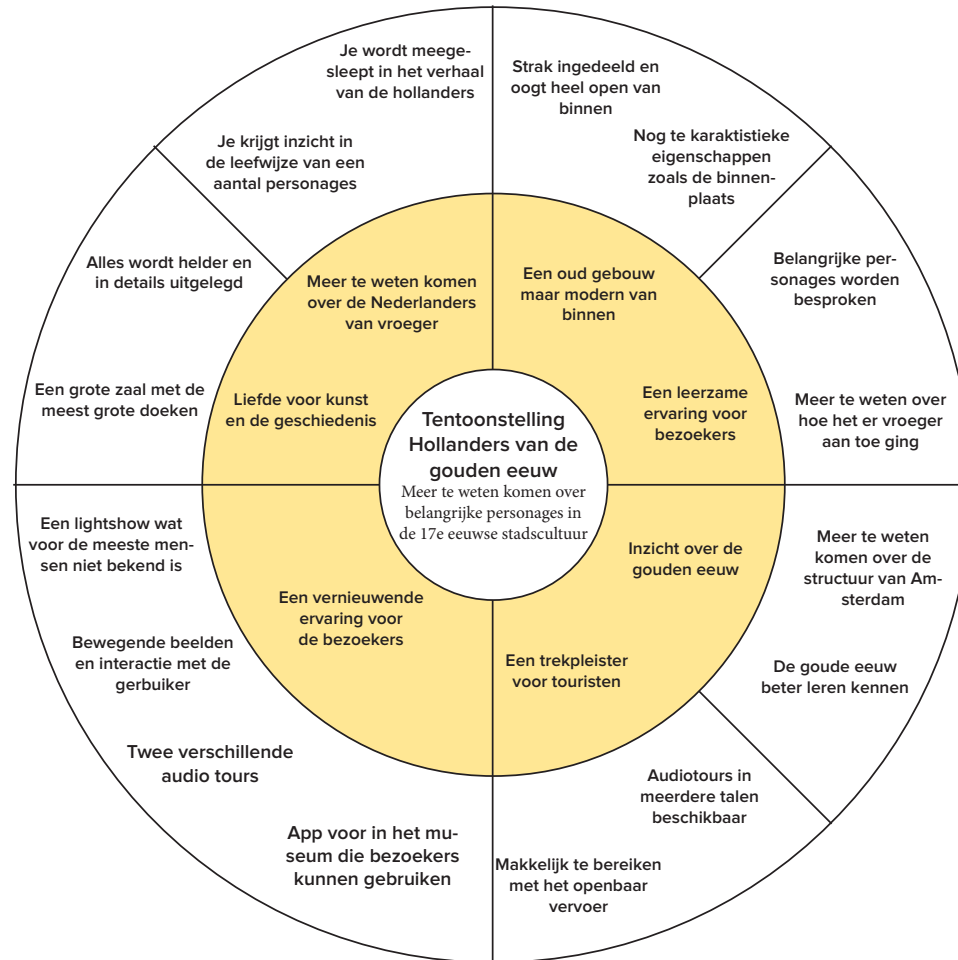 Je wordt meege-
sleept in het verhaal
van de hollanders
Je krijgt inzicht in
de leefwijze van een
aantal personages
Strak ingedeeld en
oogt heel open van
binnen
Nog te karaktistieke
eigenschappen
zoals de binnen-
plaats
Alles wordt helder en
in details uitgelegd
Een grote zaal met de
meest grote doeken
Meer te weten komen
over de Nederlanders
van vroeger
Liefde voor kunst
en de geschiedenis
Een oud gebouw
maar modern van
binnen
Een leerzame
ervaring voor
bezoekers
Belangrijke per-
sonages worden
besproken
Meer te weten over
hoe het er vroeger
aan toe ging
Tentoonstelling
Hollanders van de
gouden eeuw
Meer te weten komen over
belangrijke personages in
de 17e eeuwse stadscultuur
Een lightshow wat
voor de meeste men-
sen niet bekend is
Bewegende beelden
en interactie met de
gerbuiker
Twee verschillende
audio tours
App voor in het mu-
seum die bezoekers
kunnen gebruiken
Een vernieuwende
ervaring voor
de bezoekers
Inzicht over de
gouden eeuw
Een trekpleister
voor touristen
Meer te weten
komen over de
structuur van Am-
sterdam
De goude eeuw
beter leren kennen
Audiotours in
meerdere talen
beschikbaar
Makkelijk te bereiken
met het openbaar
vervoer